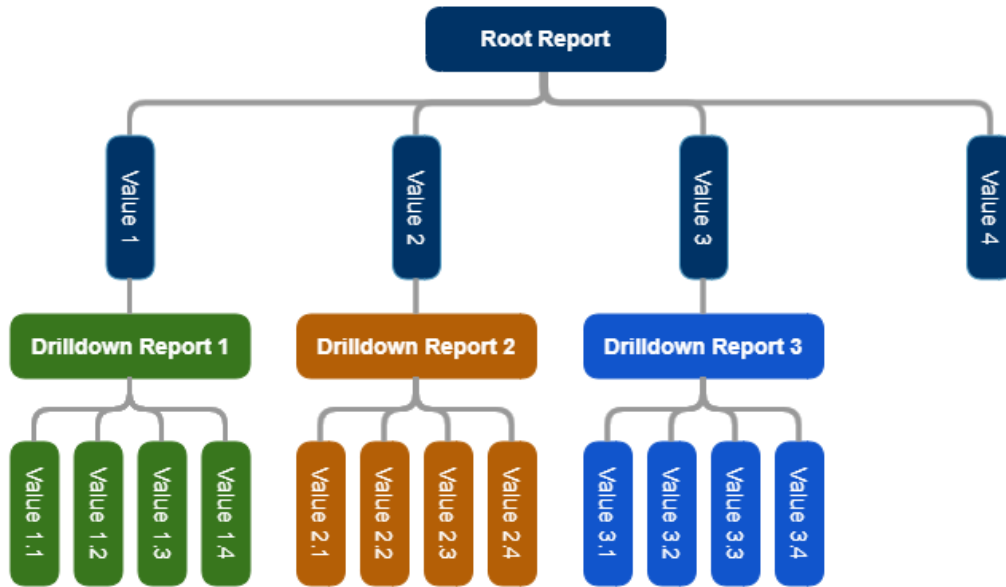 Root Report
Value 1
Value 2
Value 3
Value 4
Drilldown Report 1
Drilldown Report 2
Drilldown Report 3
Value 1.1
Value 1.2
Value 1.3
Value 1.4
Value 2.1
Value 2.2
Value 2.3
Value 2.4
Value 3.1
Value 3.2
Value 3.3
Value 3.4